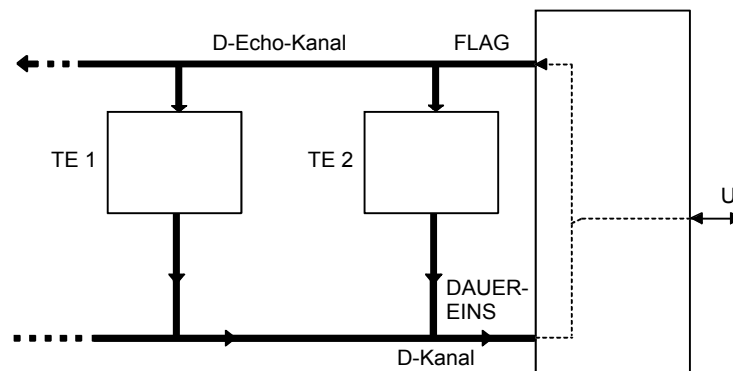 D-Echo-Kanal
FLAG
TE 1
TE 2
U
DAUER-
EINS
D-Kanal